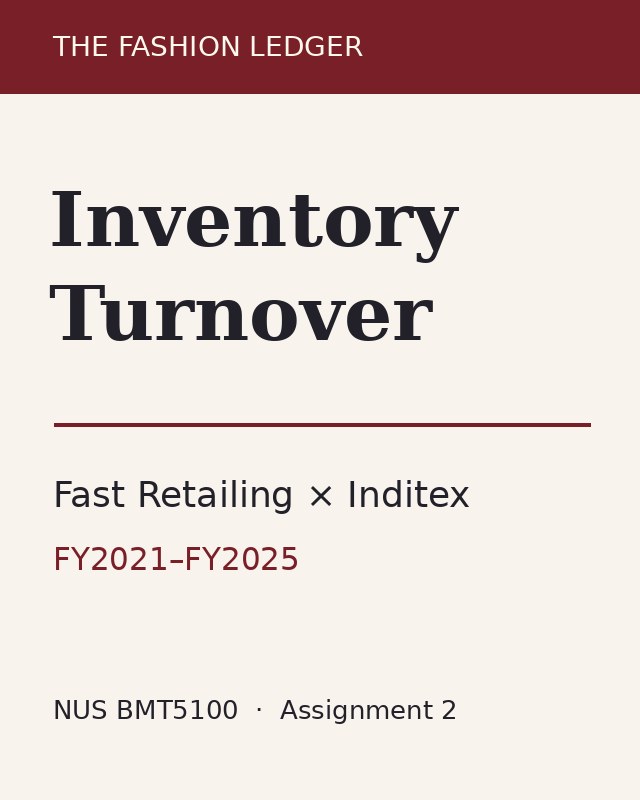 THE FASHION LEDGER
Inventory
Turnover
Fast Retailing × Inditex
FY2021–FY2025
NUS BMT5100 · Assignment 2